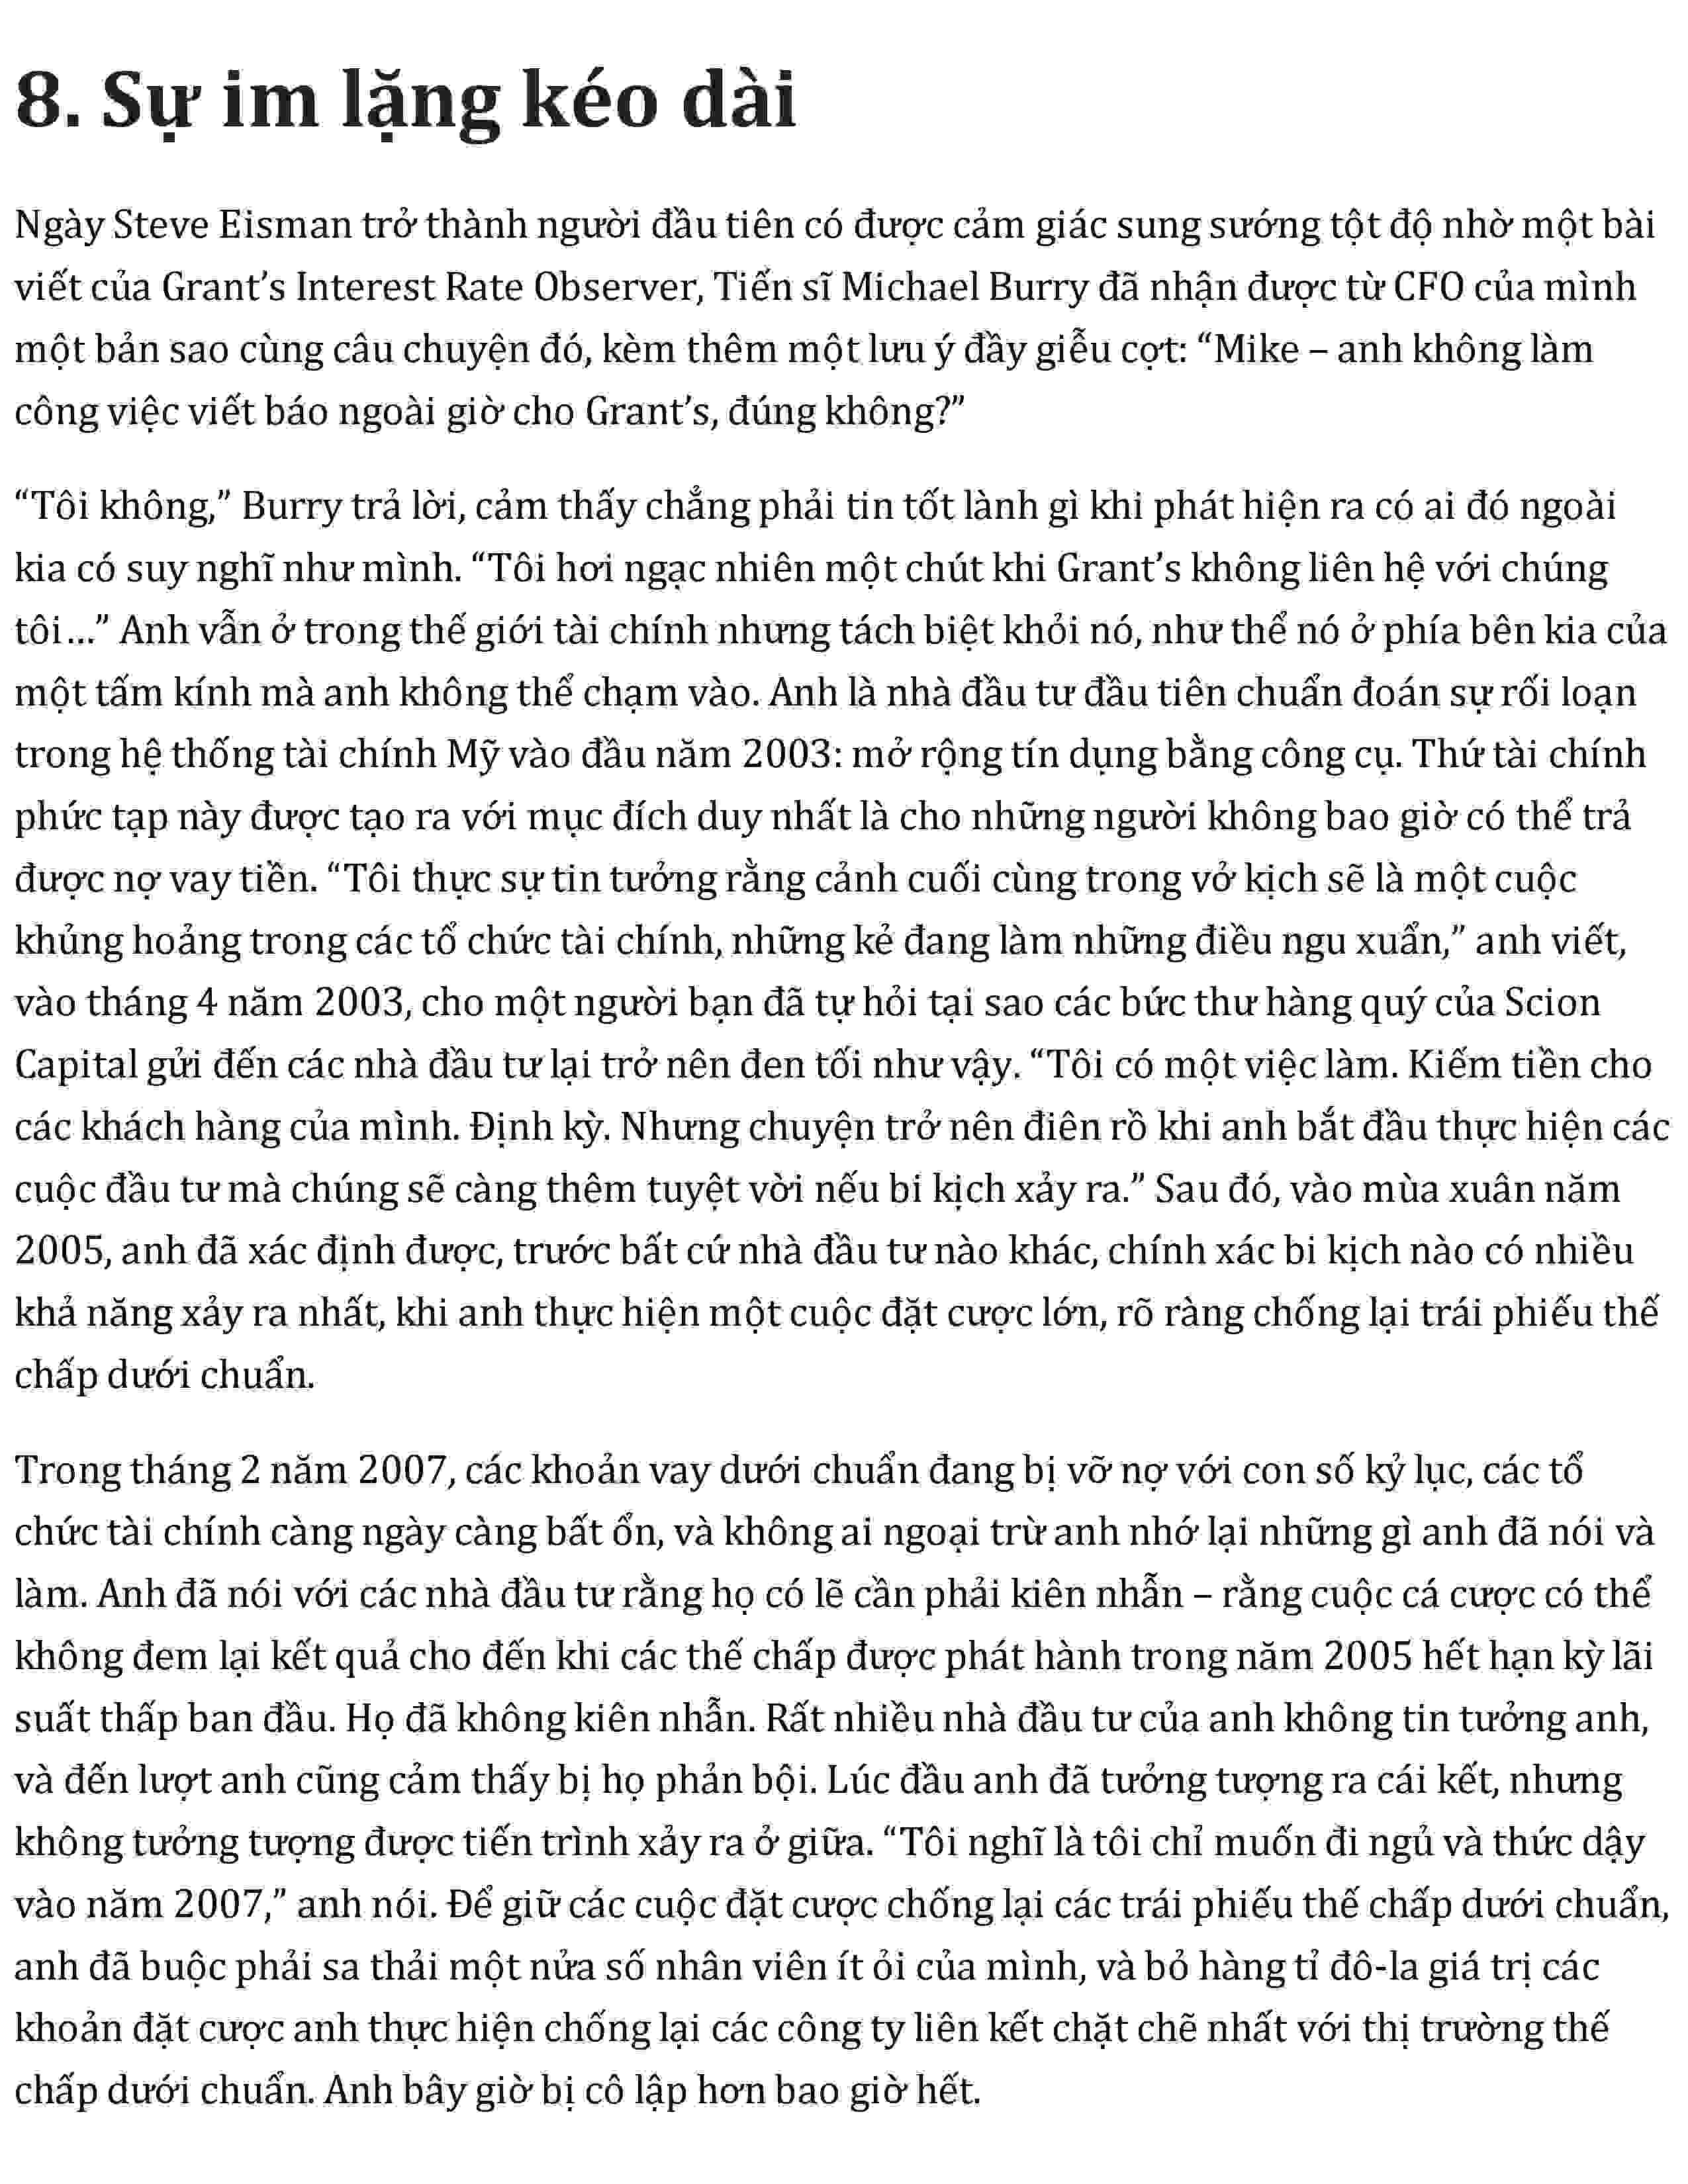 8. Sự im lặng kéo dài
Ngày Steve Eisman trở thành người đầu tiên có được cảm giác sung sướng tột độ nhờ một bài
viết của Grant’s Interest Rate Observer, Tiến sĩ Michael Burry đã nhận được từ CFO của mình
một bản sao cùng câu chuyện đó, kèm thêm một lưu ý đầy giễu cợt: “Mike – anh không làm
công việc viết báo ngoài giờ cho Grant’s, đúng không?”
“Tôi không,” Burry trả lời, cảm thấy chẳng phải tin tốt lành gì khi phát hiện ra có ai đó ngoài
kia có suy nghĩ như mình. “Tôi hơi ngạc nhiên một chút khi Grant’s không liên hệ với chúng
tôi...” Anh vẫn ở trong thế giới tài chính nhưng tách biệt khỏi nó, như thể nó ở phía bên kia của
một tấm kính mà anh không thể chạm vào. Anh là nhà đầu tư đầu tiên chuẩn đoán sự rối loạn
trong hệ thống tài chính Mỹ vào đầu năm 2003: mở rộng tín dụng bằng công cụ. Thứ tài chính
phức tạp này được tạo ra với mục đích duy nhất là cho những người không bao giờ có thể trả
được nợ vay tiền. “Tôi thực sự tin tưởng rằng cảnh cuối cùng trong vở kịch sẽ là một cuộc
khủng hoảng trong các tổ chức tài chính, những kẻ đang làm những điều ngu xuẩn,” anh viết,
vào tháng 4 năm 2003, cho một người bạn đã tự hỏi tại sao các bức thư hàng quý của Scion
Capital gửi đến các nhà đầu tư lại trở nên đen tối như vậy. “Tôi có một việc làm. Kiếm tiền cho
các khách hàng của mình. Định kỳ. Nhưng chuyện trở nên điên rồ khi anh bắt đầu thực hiện các
cuộc đầu tư mà chúng sẽ càng thêm tuyệt vời nếu bi kịch xảy ra.” Sau đó, vào mùa xuân năm
2005, anh đã xác định được, trước bất cứ nhà đầu tư nào khác, chính xác bi kịch nào có nhiều
khả năng xảy ra nhất, khi anh thực hiện một cuộc đặt cược lớn, rõ ràng chống lại trái phiếu thế
chấp dưới chuẩn.
Trong tháng 2 năm 2007, các khoản vay dưới chuẩn đang bị vỡ nợ với con số kỷ lục, các tổ
chức tài chính càng ngày càng bất ổn, và không ai ngoại trừ anh nhớ lại những gì anh đã nói và
làm. Anh đã nói với các nhà đầu tư rằng họ có lẽ cần phải kiên nhẫn – rằng cuộc cá cược có thể
không đem lại kết quả cho đến khi các thế chấp được phát hành trong năm 2005 hết hạn kỳ lãi
suất thấp ban đầu. Họ đã không kiên nhẫn. Rất nhiều nhà đầu tư của anh không tin tưởng anh,
và đến lượt anh cũng cảm thấy bị họ phản bội. Lúc đầu anh đã tưởng tượng ra cái kết, nhưng
không tưởng tượng được tiến trình xảy ra ở giữa. “Tôi nghĩ là tôi chỉ muốn đi ngủ và thức dậy
vào năm 2007,” anh nói. Để giữ các cuộc đặt cược chống lại các trái phiếu thế chấp dưới chuẩn,
anh đã buộc phải sa thải một nửa số nhân viên ít ỏi của mình, và bỏ hàng tỉ đô-la giá trị các
khoản đặt cược anh thực hiện chống lại các công ty liên kết chặt chẽ nhất với thị trường thế
chấp dưới chuẩn. Anh bây giờ bị cô lập hơn bao giờ hết.